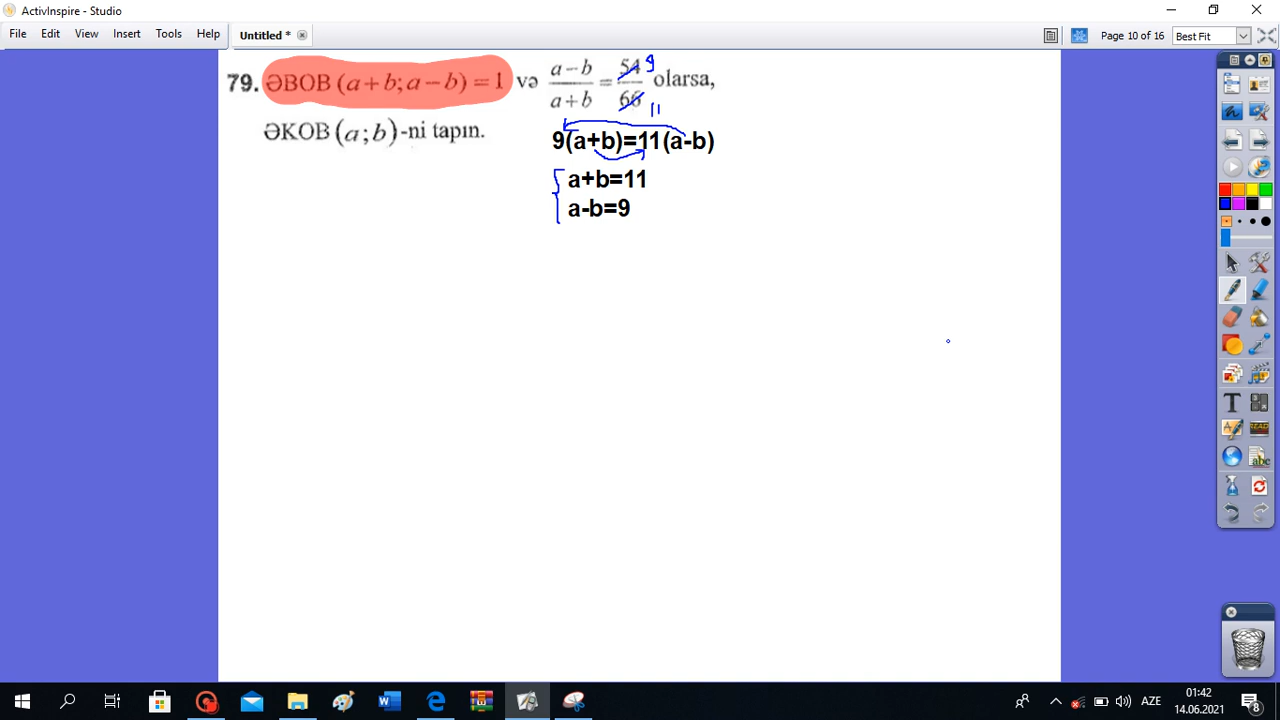 ActivInspire - Studio
File Edit View Insert Tools Help Untitled * Page 10 of 16 Best Fit
79. ƏBOB (a+b; a−b) = 1 və a−b/a+b = 54/66 olarsa, 9 11
ƏKOB (a; b)-ni tapın.
9(a+b)=11(a-b)
a+b=11
a-b=9
AZE 01:42
14.06.2021 8